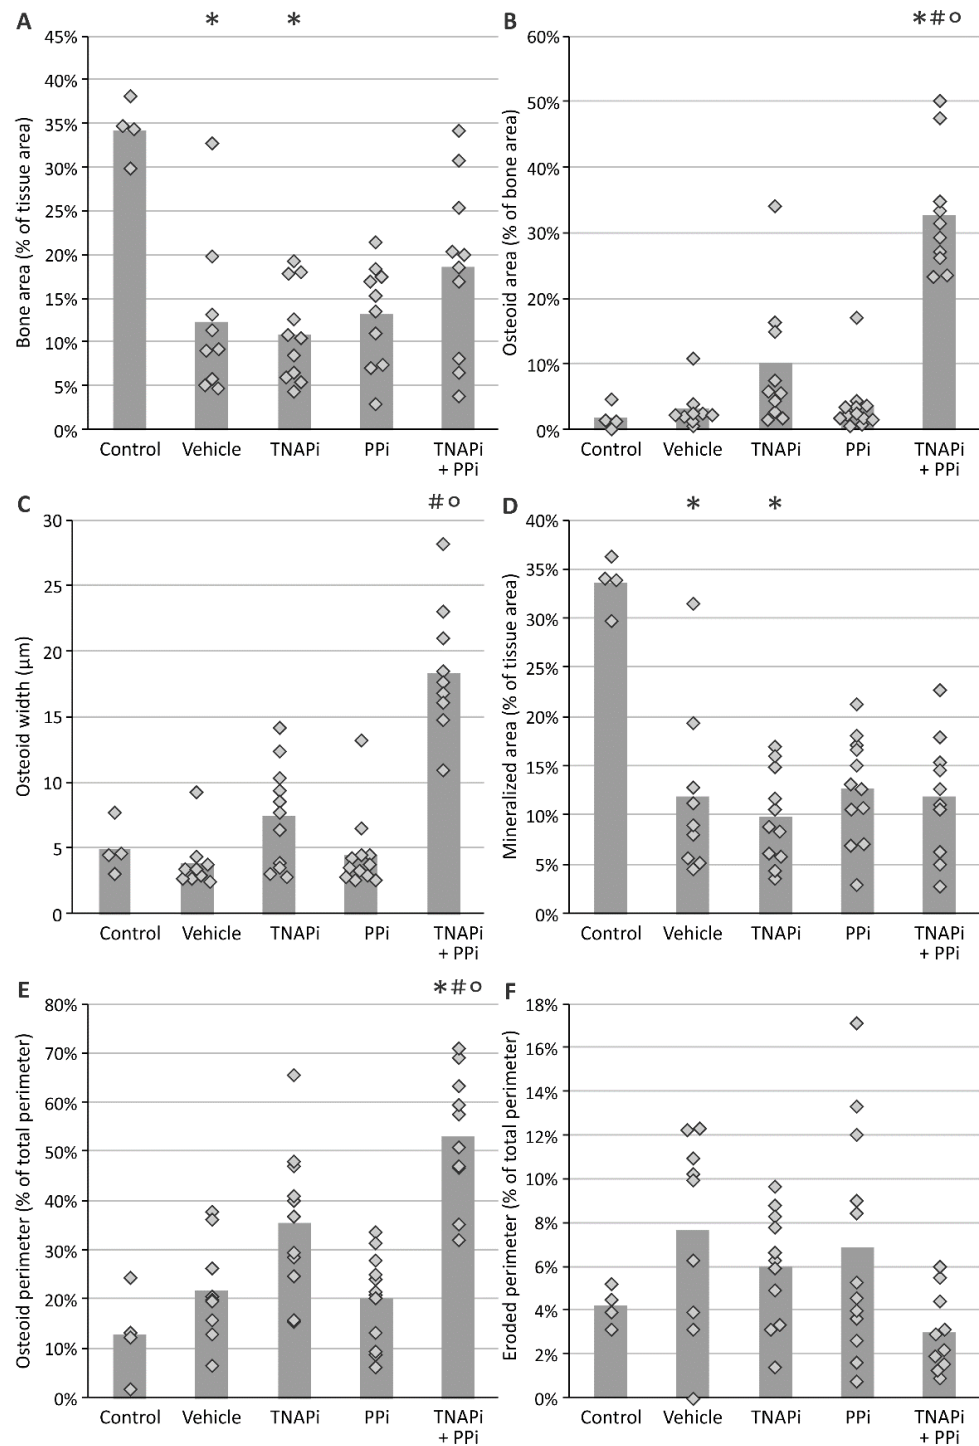 A
* *
Bone area (% of tissue area)
45%
40%
35%
30%
25%
20%
15%
10%
5%
0%
Control Vehicle TNAPi PPi TNAPi
+ PPi
B
*#○
Osteoid area (% of bone area)
60%
50%
40%
30%
20%
10%
0%
Control Vehicle TNAPi PPi TNAPi
+ PPi
C
#○
Osteoid width (μm)
30
25
20
15
10
5
0
Control Vehicle TNAPi PPi TNAPi
+ PPi
D
* *
Mineralized area (% of tissue area)
40%
35%
30%
25%
20%
15%
10%
5%
0%
Control Vehicle TNAPi PPi TNAPi
+ PPi
E
*#○
Osteoid perimeter (% of total perimeter)
80%
70%
60%
50%
40%
30%
20%
10%
0%
Control Vehicle TNAPi PPi TNAPi
+ PPi
F
Eroded perimeter (% of total perimeter)
18%
16%
14%
12%
10%
8%
6%
4%
2%
0%
Control Vehicle TNAPi PPi TNAPi
+ PPi